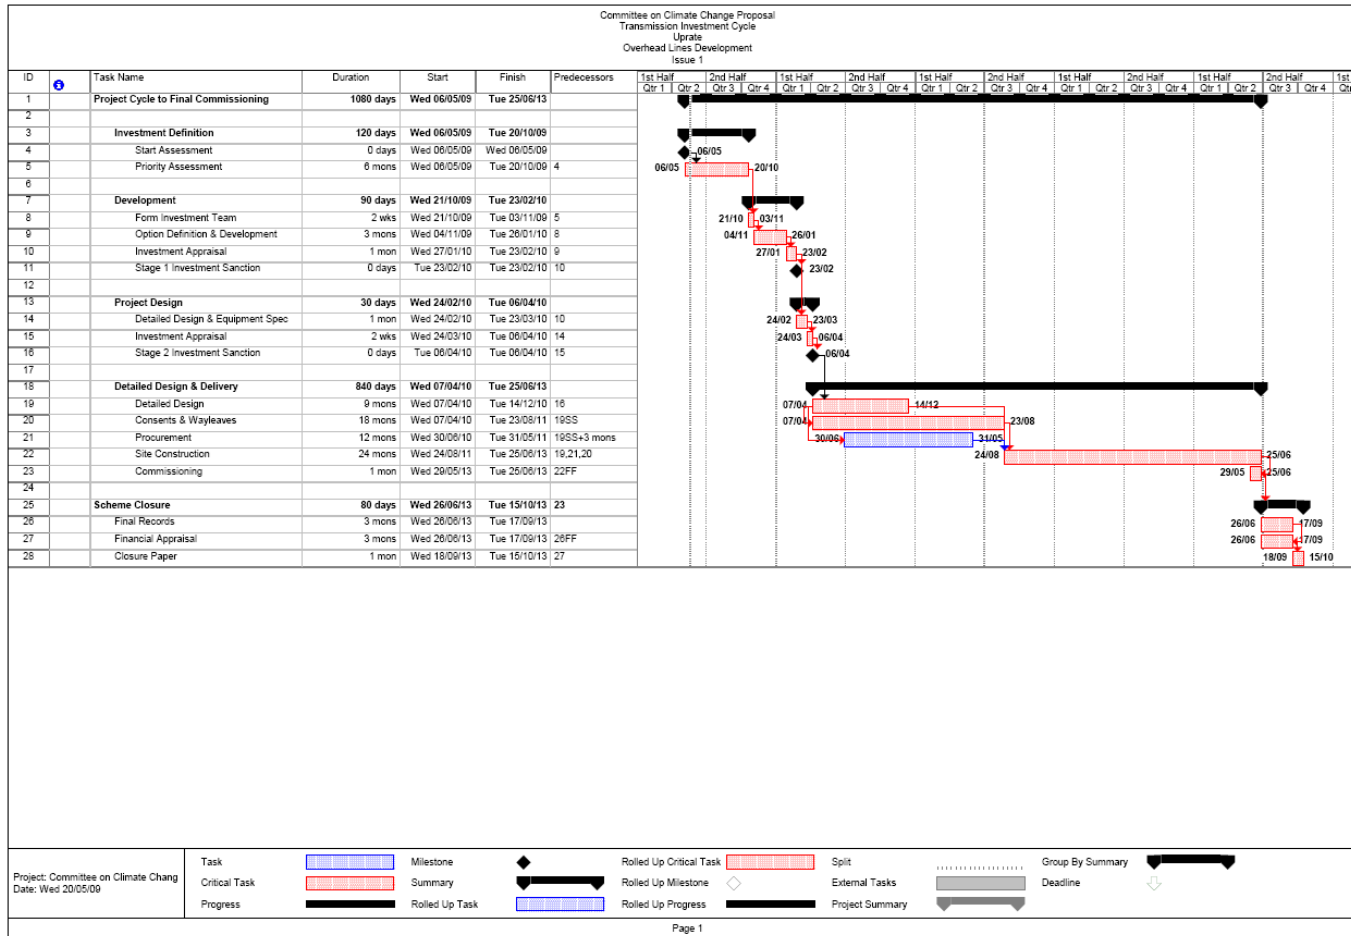 Committee on Climate Change Proposal
Transmission Investment Cycle
Uprate
Overhead Lines Development
Issue 1
ID Task Name Duration Start Finish Predecessors 1st Half 2nd Half 1st Half 2nd Half 1st Half 2nd Half 1st Half 2nd Half 1st Half 2nd Half 1st
Qtr 1 Qtr 2 Qtr 3 Qtr 4 Qtr 1 Qtr 2 Qtr 3 Qtr 4 Qtr 1 Qtr 2 Qtr 3 Qtr 4 Qtr 1 Qtr 2 Qtr 3 Qtr 4 Qtr 1 Qtr 2 Qtr 3 Qtr 4 Qt
1 Project Cycle to Final Commissioning 1080 days Wed 06/05/09 Tue 25/06/13
2
3 Investment Definition 120 days Wed 06/05/09 Tue 20/10/09
4 Start Assessment 0 days Wed 06/05/09 Wed 06/05/09 06/05
5 Priority Assessment 6 mons Wed 06/05/09 Tue 20/10/09 4 06/05 20/10
6
7 Development 90 days Wed 21/10/09 Tue 23/02/10
8 Form Investment Team 2 wks Wed 21/10/09 Tue 03/11/09 5 21/10 03/11
9 Option Definition & Development 3 mons Wed 04/11/09 Tue 26/01/10 8 04/11 26/01
10 Investment Appraisal 1 mon Wed 27/01/10 Tue 23/02/10 9 27/01 23/02
11 Stage 1 Investment Sanction 0 days Tue 23/02/10 Tue 23/02/10 10 23/02
12
13 Project Design 30 days Wed 24/02/10 Tue 06/04/10
14 Detailed Design & Equipment Spec 1 mon Wed 24/02/10 Tue 23/03/10 10 24/02 23/03
15 Investment Appraisal 2 wks Wed 24/03/10 Tue 06/04/10 14 24/03 06/04
16 Stage 2 Investment Sanction 0 days Tue 06/04/10 Tue 06/04/10 15 06/04
17
18 Detailed Design & Delivery 840 days Wed 07/04/10 Tue 25/06/13
19 Detailed Design 9 mons Wed 07/04/10 Tue 14/12/10 16 07/04 14/12
20 Consents & Wayleaves 18 mons Wed 07/04/10 Tue 23/08/11 19SS 07/04 23/08
21 Procurement 12 mons Wed 30/06/10 Tue 31/05/11 19SS+3 mons 30/06 31/05
22 Site Construction 24 mons Wed 24/08/11 Tue 25/06/13 19,21,20 24/08 25/06
23 Commissioning 1 mon Wed 29/05/13 Tue 25/06/13 22FF 29/05 25/06
24
25 Scheme Closure 80 days Wed 26/06/13 Tue 15/10/13 23
26 Final Records 3 mons Wed 26/06/13 Tue 17/09/13 26/06 17/09
27 Financial Appraisal 3 mons Wed 26/06/13 Tue 17/09/13 26FF 26/06 17/09
28 Closure Paper 1 mon Wed 18/09/13 Tue 15/10/13 27 18/09 15/10
Project: Committee on Climate Chang
Date: Wed 20/05/09
Task Milestone Rolled Up Critical Task Split Group By Summary
Critical Task Summary Rolled Up Milestone External Tasks Deadline
Progress Rolled Up Task Rolled Up Progress Project Summary
Page 1